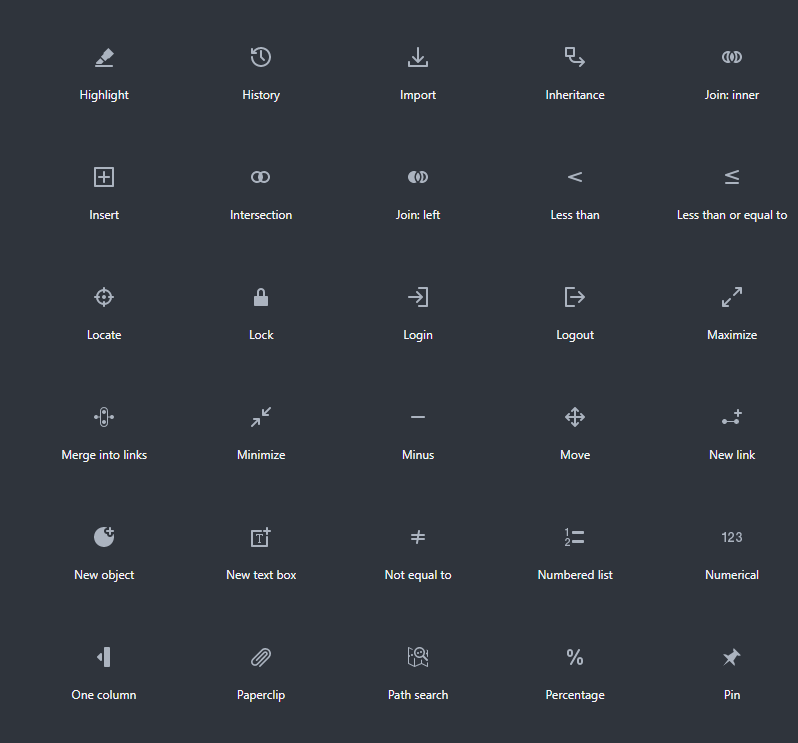 Highlight
History
Import
Inheritance
Join: inner
Insert
Intersection
Join: left
<
Less than
≤
Less than or equal to
Locate
Lock
Login
Logout
Maximize
Merge into links
Minimize
Minus
Move
New link
New object
T
New text box
≠
Not equal to
1
2
Numbered list
123
Numerical
One column
Paperclip
Path search
%
Percentage
Pin